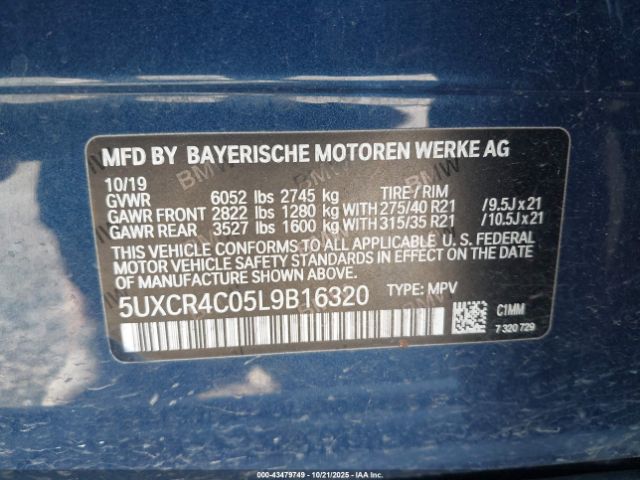 MFD BY BAYERISCHE MOTOREN WERKE AG
10/19
GVWR 6052 lbs 2745 kg TIRE / RIM
GAWR FRONT 2822 lbs 1280 kg WITH 275/40 R21 /9.5J x 21
GAWR REAR 3527 lbs 1600 kg WITH 315/35 R21 /10.5J x 21
THIS VEHICLE CONFORMS TO ALL APPLICABLE U. S. FEDERAL
MOTOR VEHICLE SAFETY STANDARDS IN EFFECT ON THE DATE
OF MANUFACTURE SHOWN ABOVE.
5UXCR4C05L9B16320 TYPE: MPV
C1MM
7 320 729
000-43479749 - 10/21/2025 - IAAI Copyright